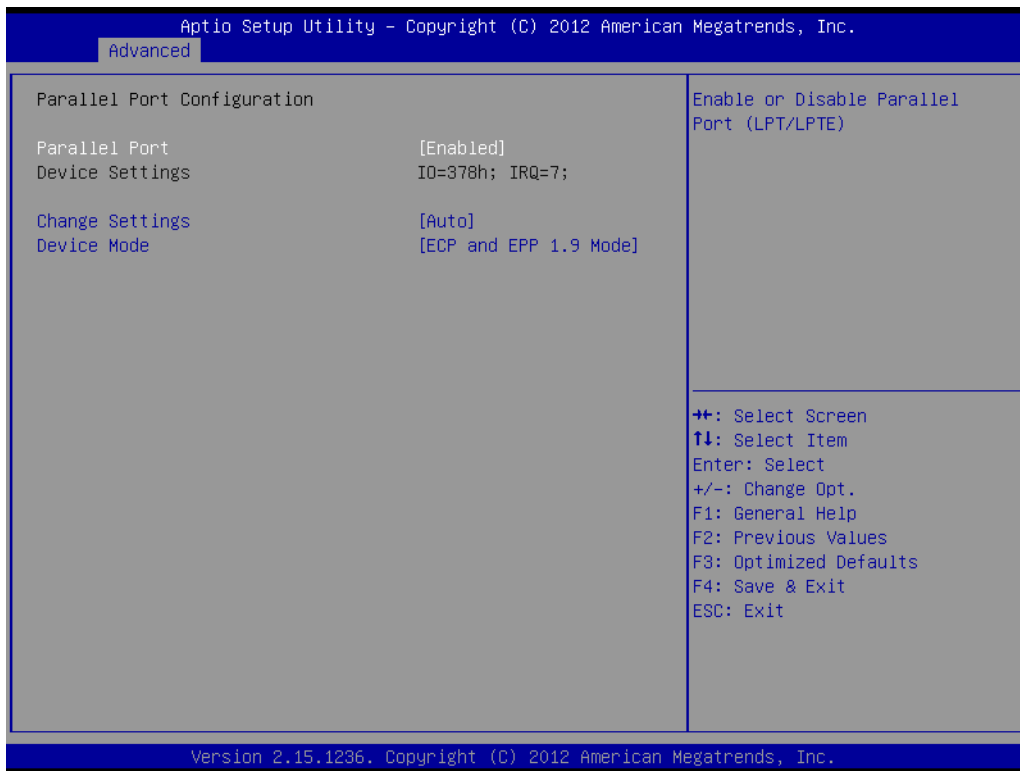 Aptio Setup Utility – Copyright (C) 2012 American Megatrends, Inc.
Advanced
Parallel Port Configuration
Parallel Port [Enabled]
Device Settings IO=378h; IRQ=7;
Change Settings [Auto]
Device Mode [ECP and EPP 1.9 Mode]
Enable or Disable Parallel
Port (LPT/LPTE)
→←: Select Screen
↑↓: Select Item
Enter: Select
+/-: Change Opt.
F1: General Help
F2: Previous Values
F3: Optimized Defaults
F4: Save & Exit
ESC: Exit
Version 2.15.1236. Copyright (C) 2012 American Megatrends, Inc.